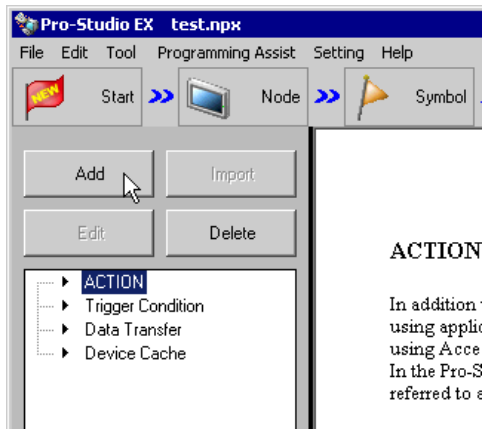 Pro-Studio EX test.npx
File Edit Tool Programming Assist Setting Help
NEW Start Node Symbol
Add Import
Edit Delete
ACTION
Trigger Condition
Data Transfer
Device Cache
ACTION
In addition
using applic
using Acce
In the Pro-S
referred to a